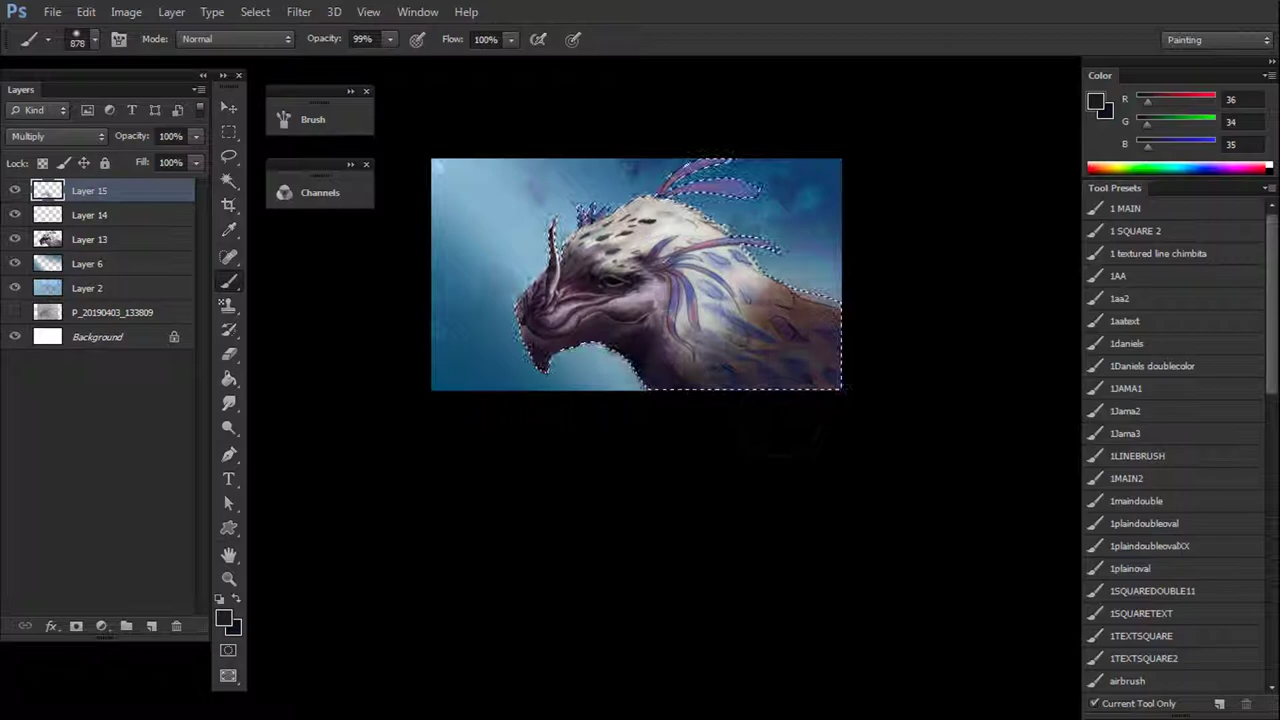 Ps File Edit Image Layer Type Select Filter 3D View Window Help
878 Mode: Normal Opacity: 99% Flow: 100% Painting
Layers
Kind
Multiply Opacity: 100%
Lock: Fill: 100%
Layer 15
Layer 14
Layer 13
Layer 6
Layer 2
P_20190403_133809
Background
Brush
Channels
Color
R 36
G 34
B 35
Tool Presets
1 MAIN
1 SQUARE 2
1 textured line chimbita
1AA
1aa2
1aatext
1daniels
1Daniels doublecolor
1JAMA1
1Jama2
1Jama3
1LINEBRUSH
1MAIN2
1maindouble
1plaindoubleoval
1plaindoubleovalXX
1plainoval
1SQUAREDOUBLE11
1SQUARETEXT
1TEXTSQUARE
1TEXTSQUARE2
airbrush
Current Tool Only